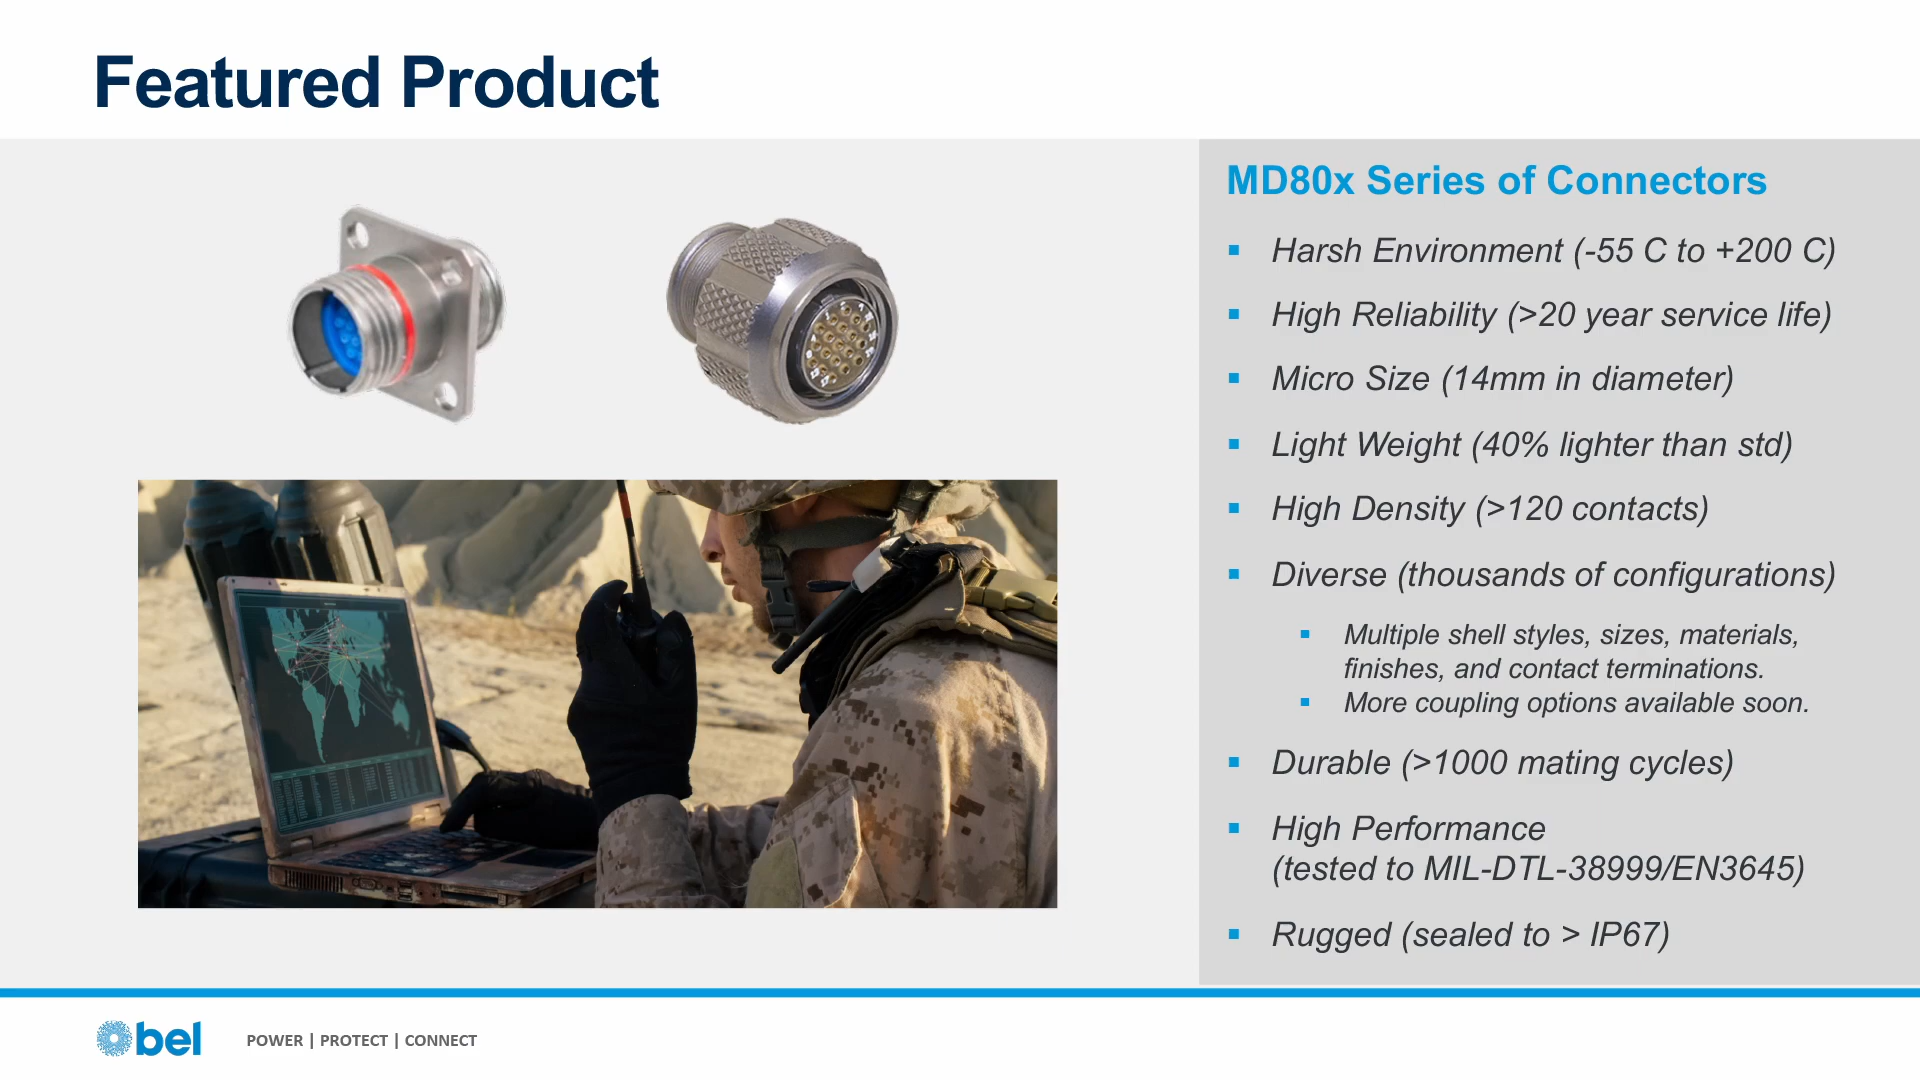 Featured Product
MD80x Series of Connectors
Harsh Environment (-55 C to +200 C)
High Reliability (>20 year service life)
Micro Size (14mm in diameter)
Light Weight (40% lighter than std)
High Density (>120 contacts)
Diverse (thousands of configurations)
Multiple shell styles, sizes, materials,
finishes, and contact terminations.
More coupling options available soon.
Durable (>1000 mating cycles)
High Performance
(tested to MIL-DTL-38999/EN3645)
Rugged (sealed to > IP67)
bel
POWER | PROTECT | CONNECT